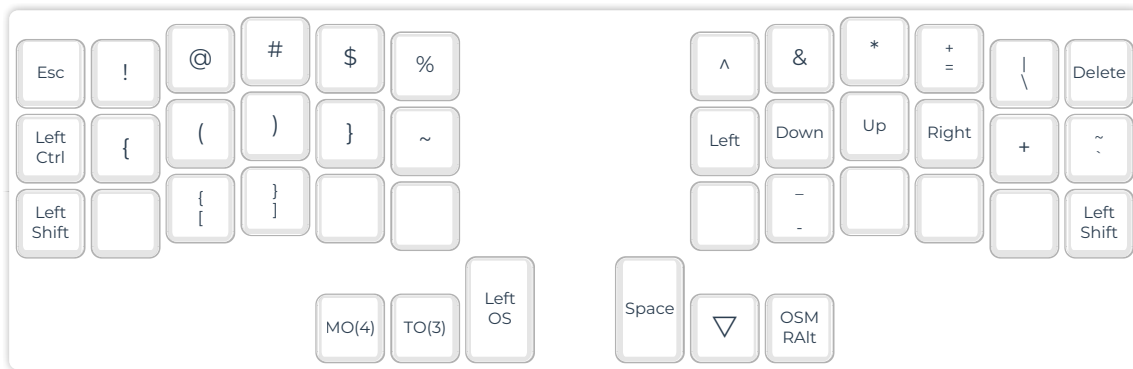 Esc ! @ # $ % ^ & * +
= |
\ Delete
Left
Ctrl { ( ) } ~ Left Down Up Right + ~
`
Left
Shift {
[ }
] _
- Left
Shift
MO(4) TO(3) Left
OS Space ▽ OSM
RAlt